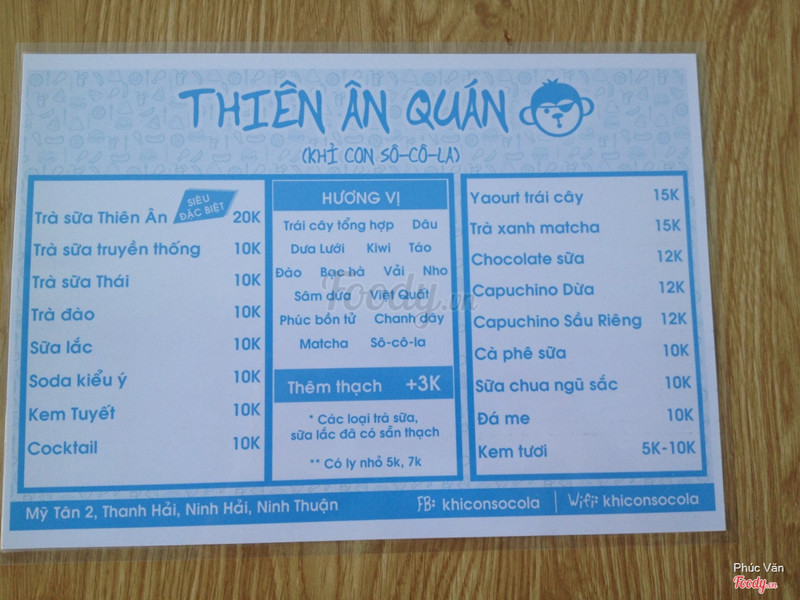 THIÊN ÂN QUÁN
(KHỈ CON SÔ-CÔ-LA)
Trà sữa Thiên Ân SIÊU ĐẶC BIỆT 20K
Trà sữa truyền thống 10K
Trà sữa Thái 10K
Trà đào 10K
Sữa lắc 10K
Soda kiểu ý 10K
Kem Tuyết 10K
Cocktail 10K
HƯƠNG VỊ
Trái cây tổng hợp Dâu
Dưa Lưới Kiwi Táo
Đào Bạc hà Vải Nho
Sâm dứa Việt Quất
Phúc bồn tử Chanh dây
Matcha Sô-cô-la
Thêm thạch +3K
* Các loại trà sữa,
sữa lắc đã có sẵn thạch
** Có ly nhỏ 5k, 7k
Yaourt trái cây 15K
Trà xanh matcha 15K
Chocolate sữa 12K
Capuchino Dừa 12K
Capuchino Sầu Riêng 12K
Cà phê sữa 10K
Sữa chua ngũ sắc 10K
Đá me 10K
Kem tươi 5K-10K
Mỹ Tân 2, Thanh Hải, Ninh Hải, Ninh Thuận
FB: khiconsocola | Wifi: khiconsocola
Foody.vn
Phúc Văn
Foody.vn